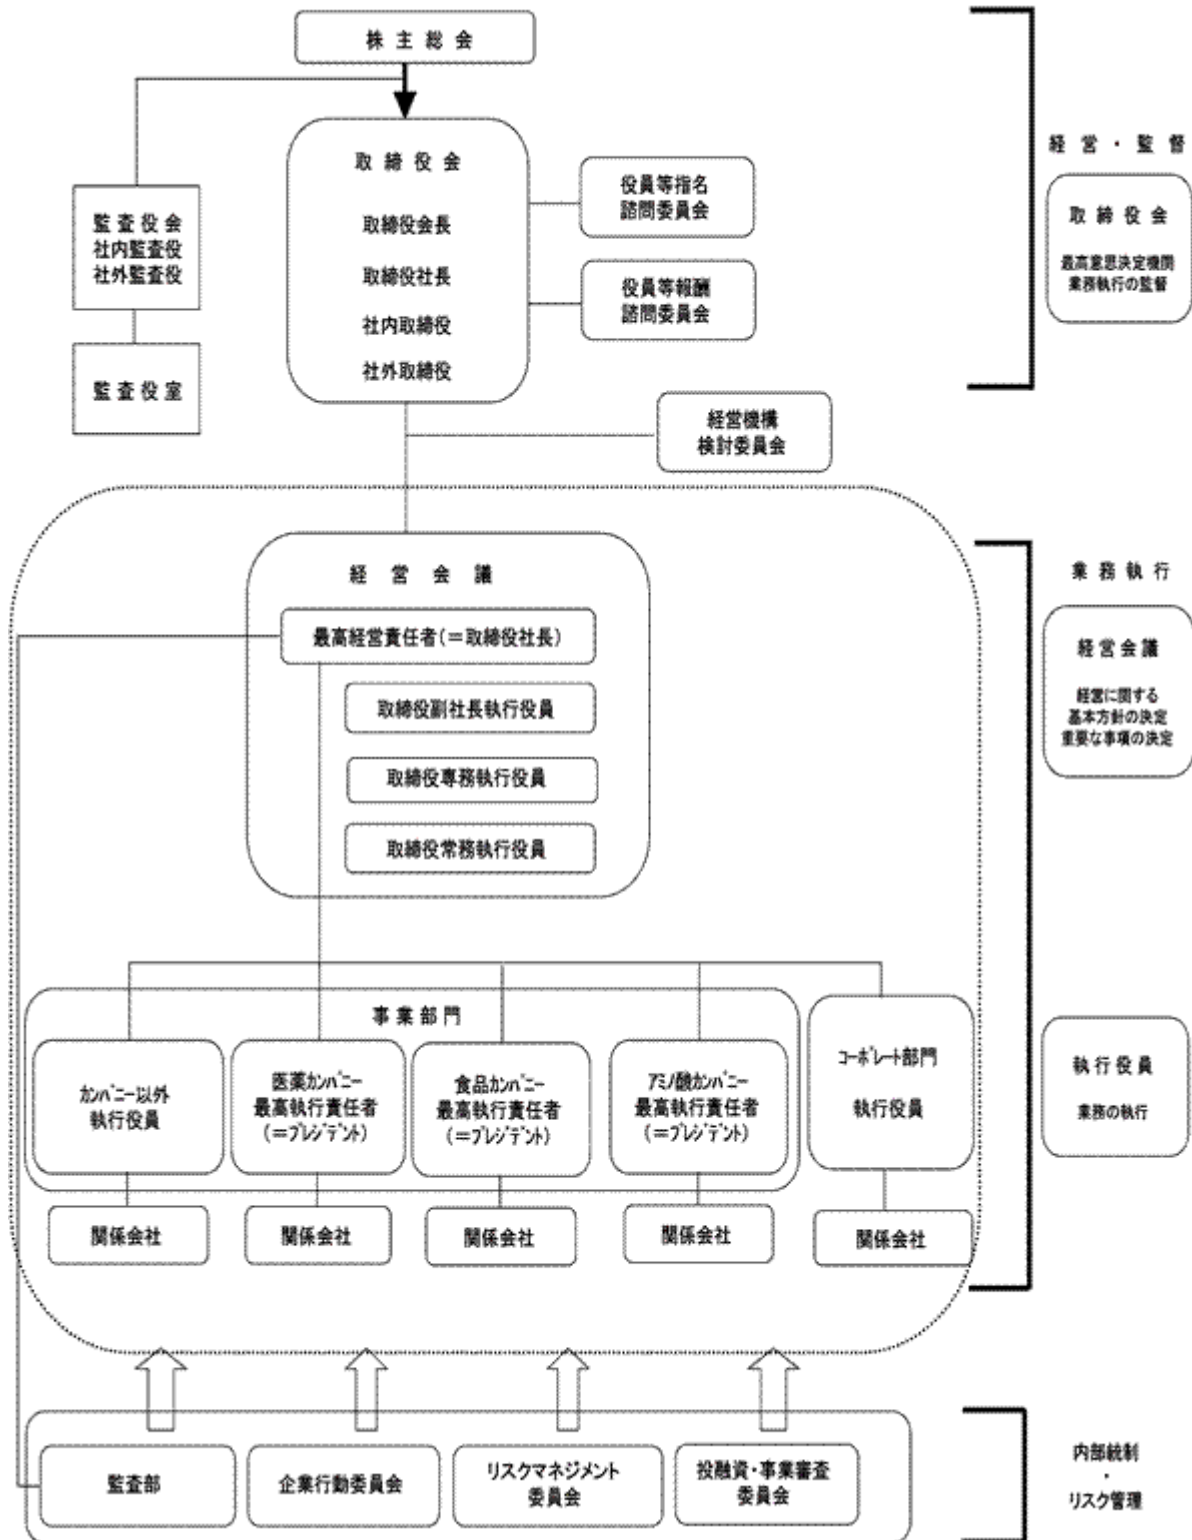 株主総会
取締役会
取締役会長
取締役社長
社内取締役
社外取締役
監査役会
社内監査役
社外監査役
監査役室
役員等指名
諮問委員会
役員等報酬
諮問委員会
経営機構
検討委員会
経営・監督
取締役会
最高意思決定機関
業務執行の監督
経営会議
最高経営責任者(=取締役社長)
取締役副社長執行役員
取締役専務執行役員
取締役常務執行役員
業務執行
経営会議
経営に関する
基本方針の決定
重要な事項の決定
事業部門
カンパニー以外
執行役員
医薬カンパニー
最高執行責任者
(=プレジデント)
食品カンパニー
最高執行責任者
(=プレジデント)
アミノ酸カンパニー
最高執行責任者
(=プレジデント)
コーポレート部門
執行役員
執行役員
業務の執行
関係会社
関係会社
関係会社
関係会社
関係会社
監査部
企業行動委員会
リスクマネジメント
委員会
投融資・事業審査
委員会
内部統制
・
リスク管理